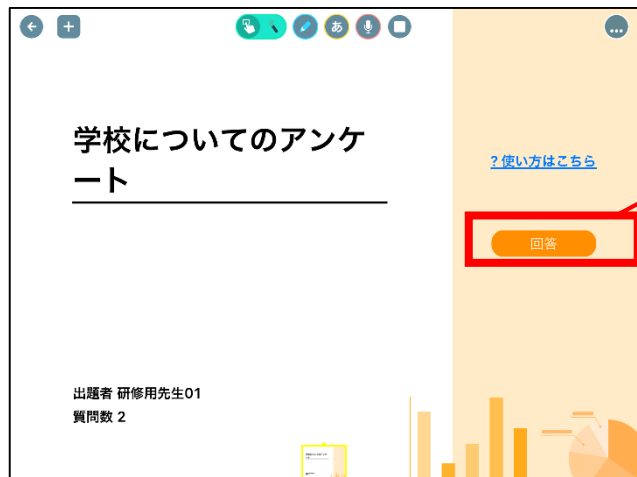 あ
学校についてのアンケ
ート
?使い方はこちら
回答
出題者 研修用先生01
質問数 2